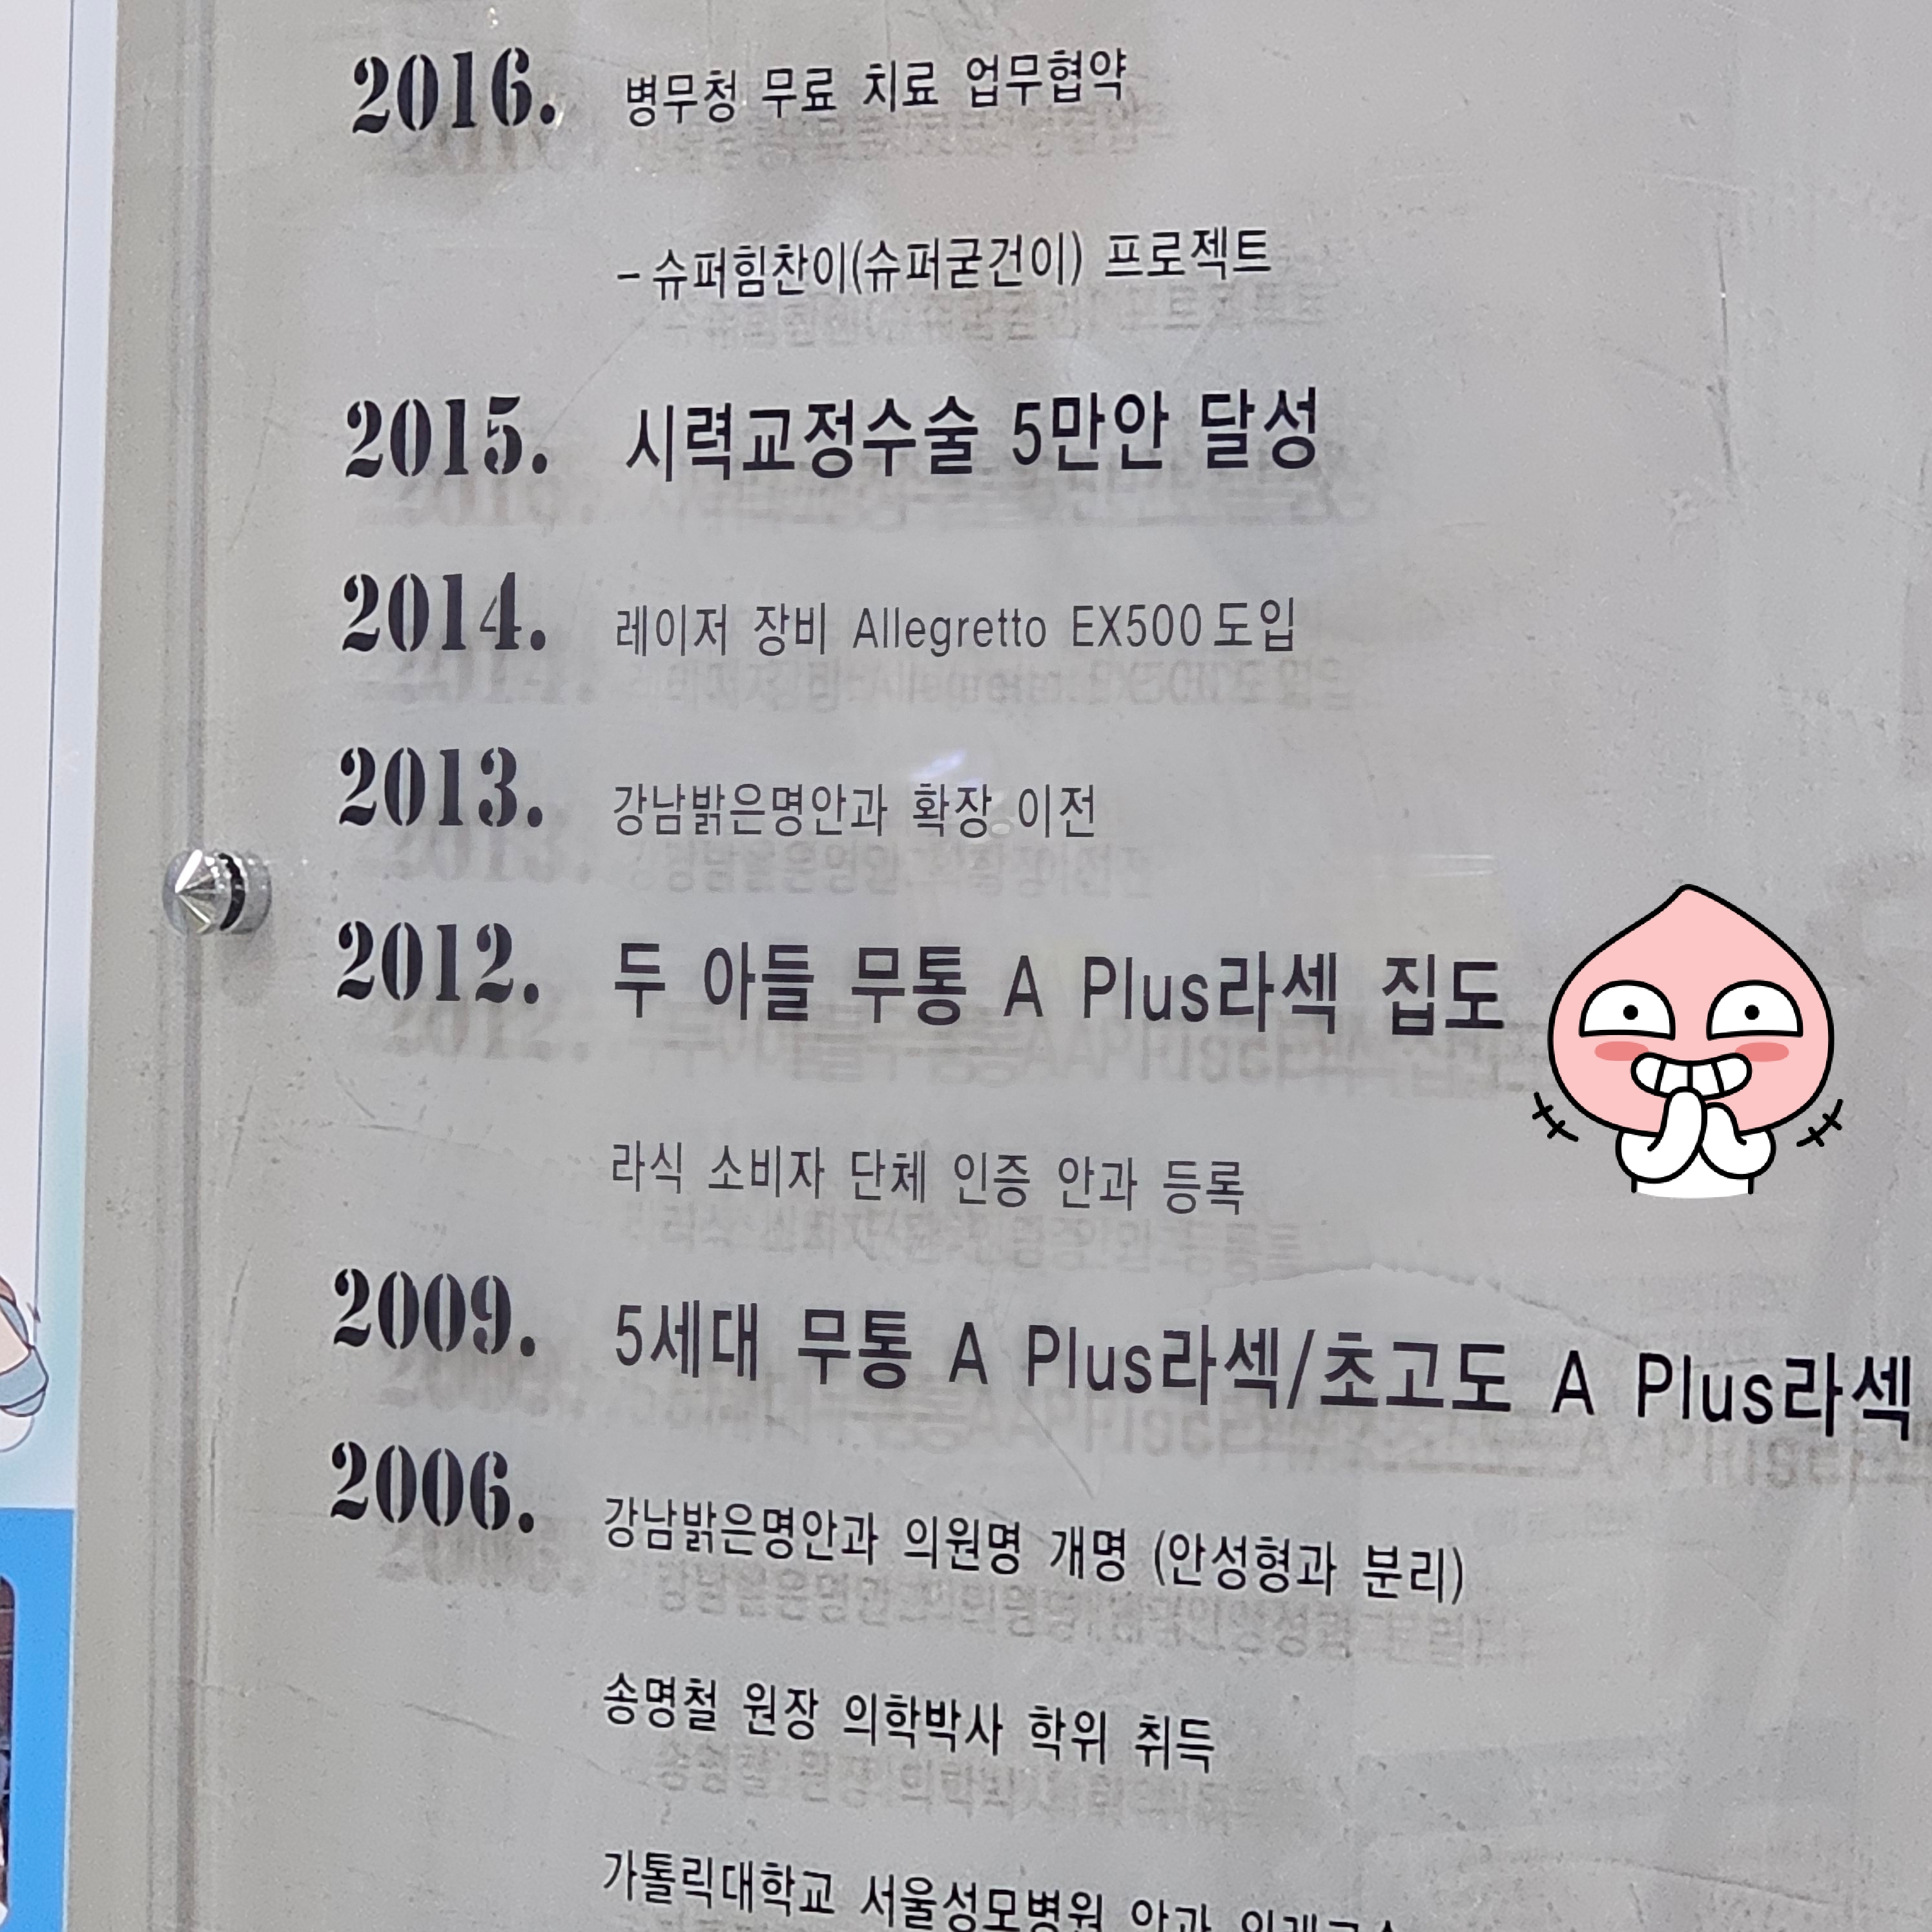 2016. 병무청 무료 치료 업무협약
- 슈퍼힘찬이(슈퍼굳건이) 프로젝트
2015. 시력교정수술 5만안 달성
2014. 레이저 장비 Allegretto EX500 도입
2013. 강남밝은명안과 확장 이전
2012. 두 아들 무통 A Plus라섹 집도
라식 소비자 단체 인증 안과 등록
2009. 5세대 무통 A Plus라섹/초고도 A Plus라섹
2006. 강남밝은명안과 의원명 개명 (안성형과 분리)
송명철 원장 의학박사 학위 취득
가톨릭대학교 서울성모병원 안과